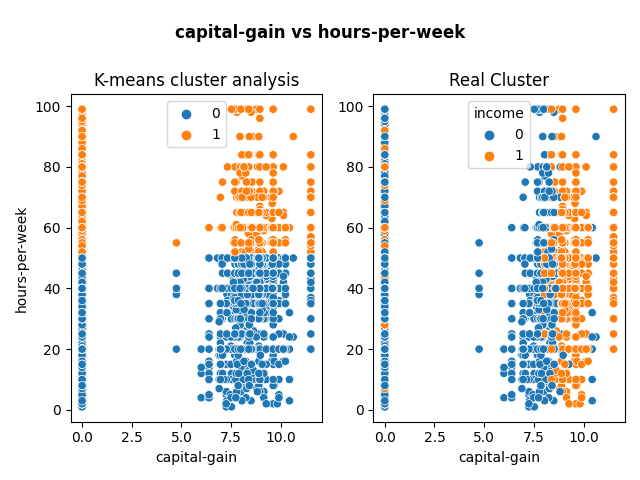 capital-gain vs hours-per-week
K-means cluster analysis
0
1
hours-per-week
100
80
60
40
20
0
0.0 2.5 5.0 7.5 10.0
capital-gain
Real Cluster
income
0
1
100
80
60
40
20
0
0.0 2.5 5.0 7.5 10.0
capital-gain